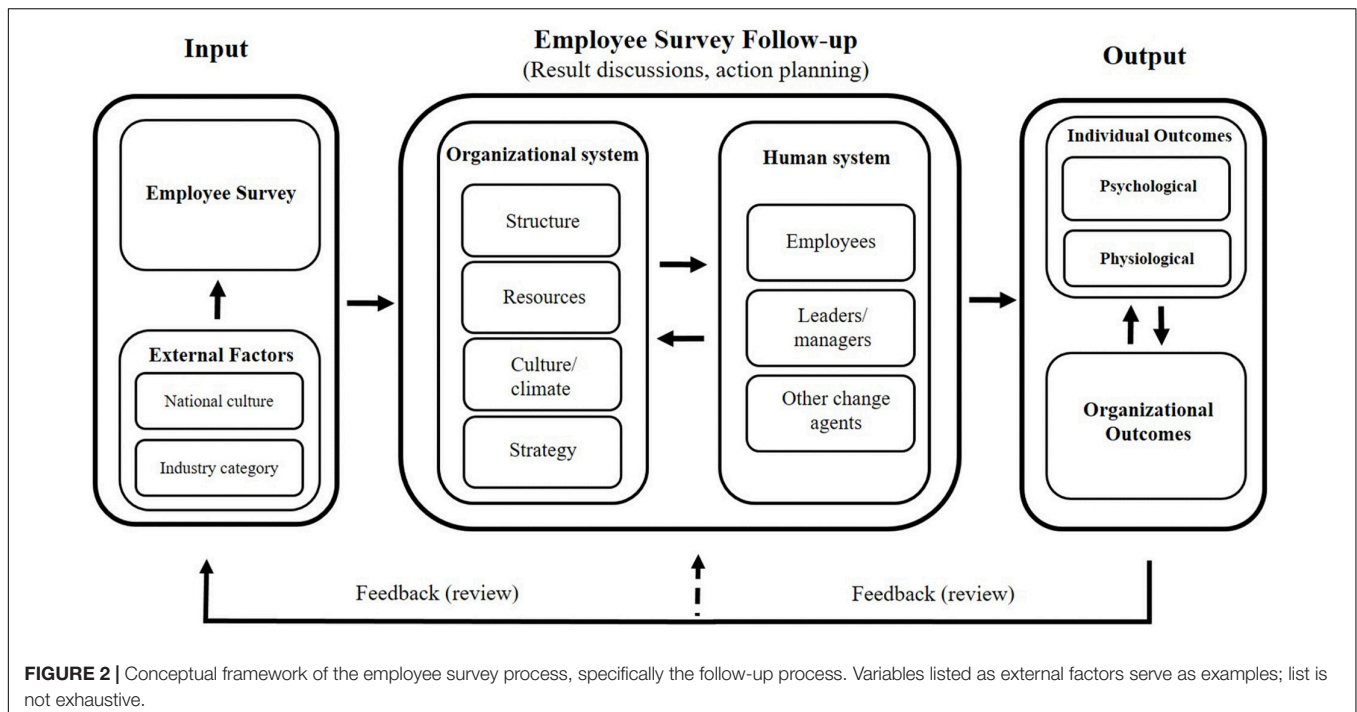 Input
Employee Survey
External Factors
National culture
Industry category
Employee Survey Follow-up
(Result discussions, action planning)
Organizational system
Structure
Resources
Culture/
climate
Strategy
Human system
Employees
Leaders/
managers
Other change
agents
Output
Individual Outcomes
Psychological
Physiological
Organizational
Outcomes
Feedback (review)
Feedback (review)
FIGURE 2 | Conceptual framework of the employee survey process, specifically the follow-up process. Variables listed as external factors serve as examples; list is
not exhaustive.